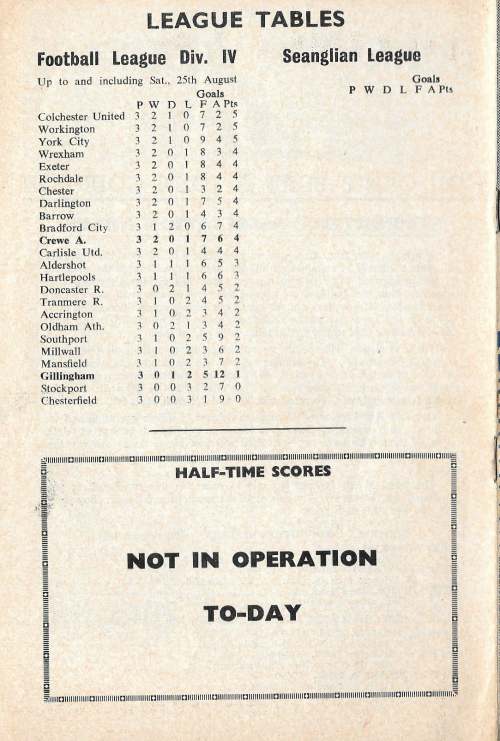 LEAGUE TABLES
Football League Div. IV
Up to and including Sat., 25th August
Goals
P W D L F A Pts
Colchester United 3 2 1 0 7 2 5
Workington 3 2 1 0 7 2 5
York City 3 2 1 0 9 4 5
Wrexham 3 2 0 1 8 3 4
Exeter 3 2 0 1 8 4 4
Rochdale 3 2 0 1 8 4 4
Chester 3 2 0 1 3 2 4
Darlington 3 2 0 1 7 5 4
Barrow 3 2 0 1 4 3 4
Bradford City 3 1 2 0 6 7 4
Crewe A. 3 2 0 1 7 6 4
Carlisle Utd. 3 2 0 1 4 4 4
Aldershot 3 1 1 1 6 5 3
Hartlepools 3 1 1 1 6 6 3
Doncaster R. 3 0 2 1 4 5 2
Tranmere R. 3 1 0 2 4 5 2
Accrington 3 1 0 2 3 4 2
Oldham Ath. 3 0 2 1 3 4 2
Southport 3 1 0 2 5 9 2
Millwall 3 1 0 2 3 6 2
Mansfield 3 1 0 2 3 7 2
Gillingham 3 0 1 2 5 12 1
Stockport 3 0 0 3 2 7 0
Chesterfield 3 0 0 3 1 9 0
Seanglian League
Goals
P W D L F A Pts
HALF-TIME SCORES
NOT IN OPERATION
TO-DAY